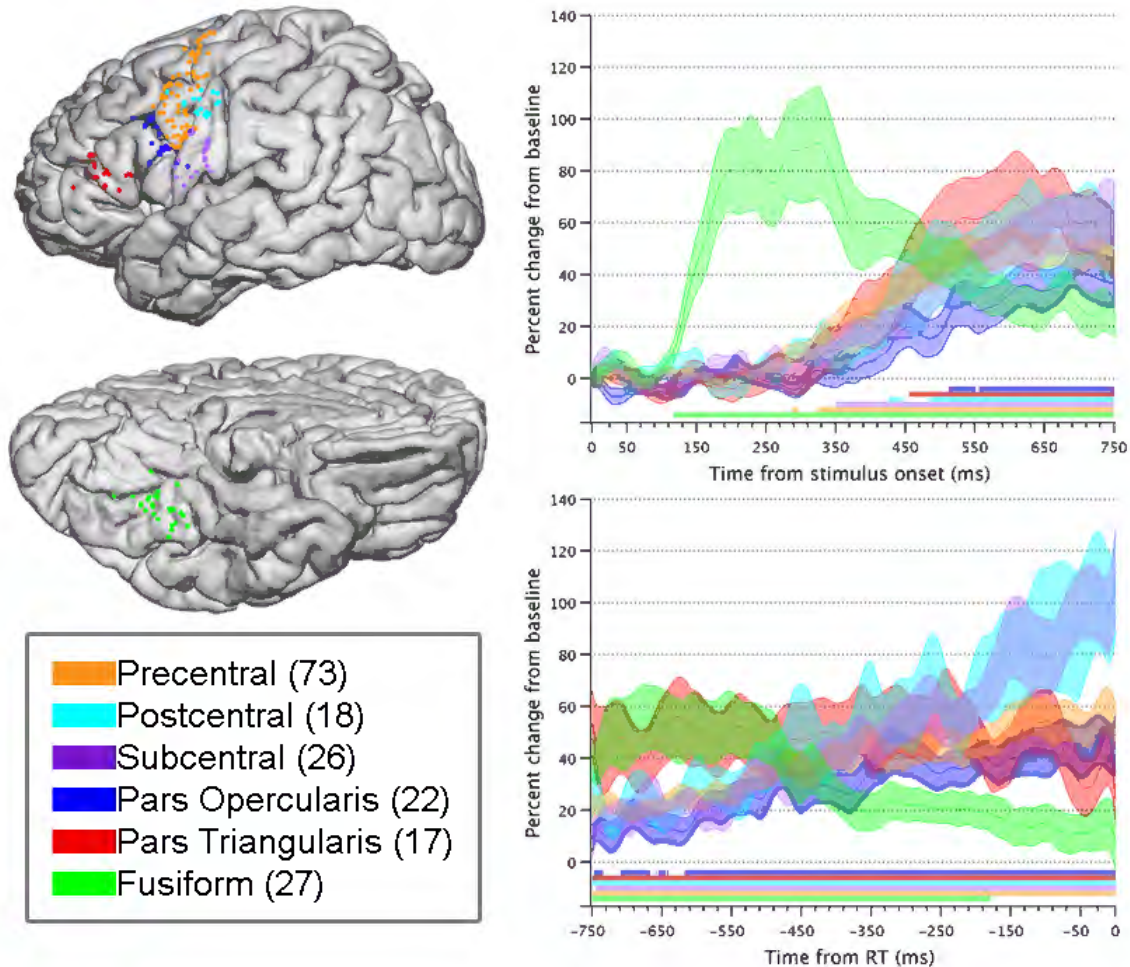 140
120
100
80
60
40
20
0
Percent change from baseline
0 50 150 250 350 450 550 650 750
Time from stimulus onset (ms)
140
120
100
80
60
40
20
0
Percent change from baseline
-750 -650 -550 -450 -350 -250 -150 -50 0
Time from RT (ms)
Precentral (73)
Postcentral (18)
Subcentral (26)
Pars Opercularis (22)
Pars Triangularis (17)
Fusiform (27)